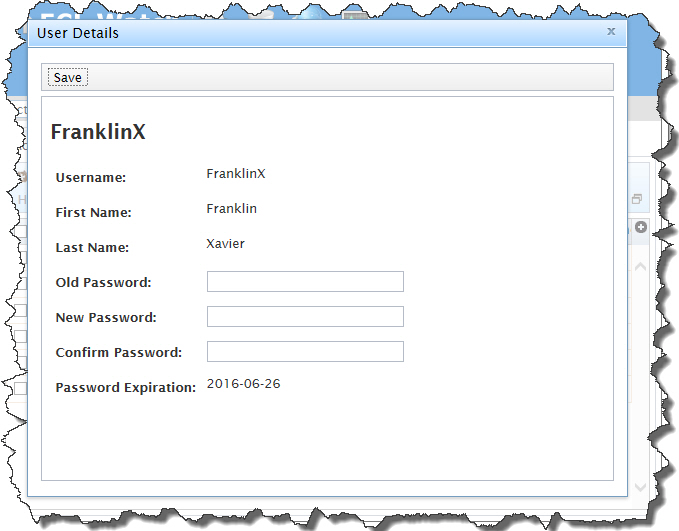 User Details
x
Save
FranklinX
Username: FranklinX
First Name: Franklin
Last Name: Xavier
Old Password:
New Password:
Confirm Password:
Password Expiration: 2016-06-26